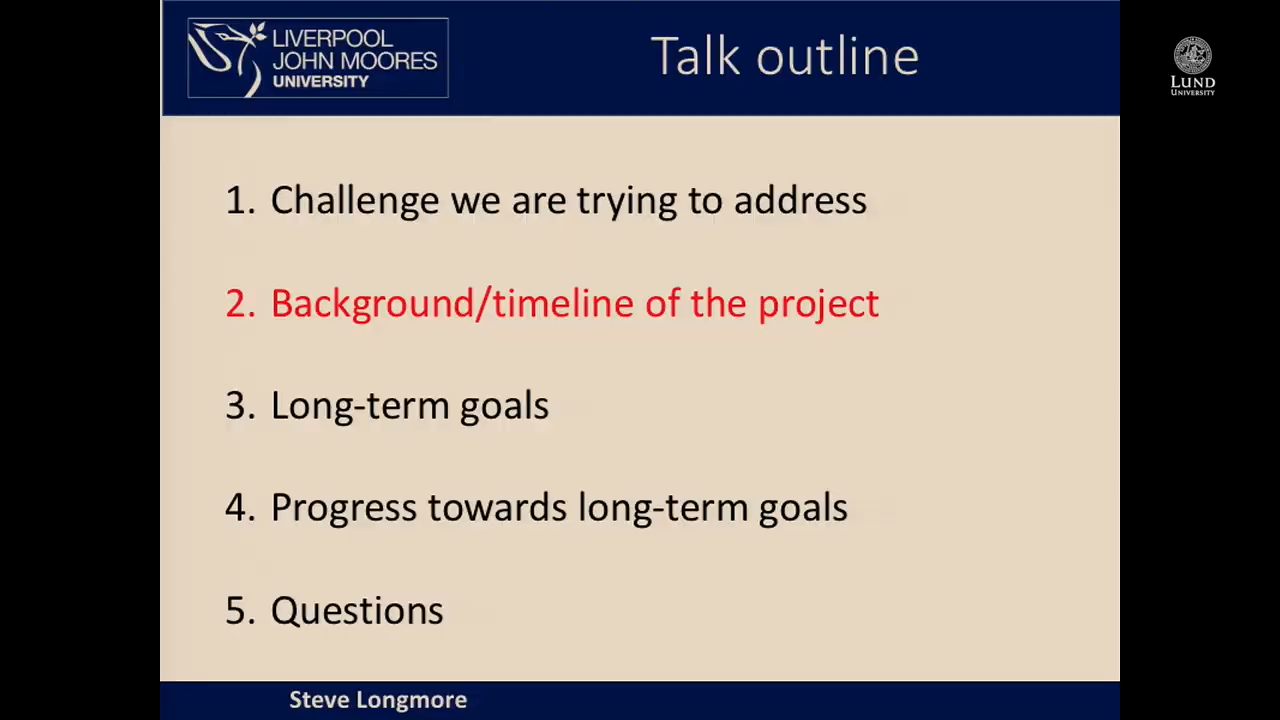 LIVERPOOL
JOHN MOORES
UNIVERSITY
Talk outline
LUND
UNIVERSITY
1. Challenge we are trying to address
2. Background/timeline of the project
3. Long-term goals
4. Progress towards long-term goals
5. Questions
Steve Longmore